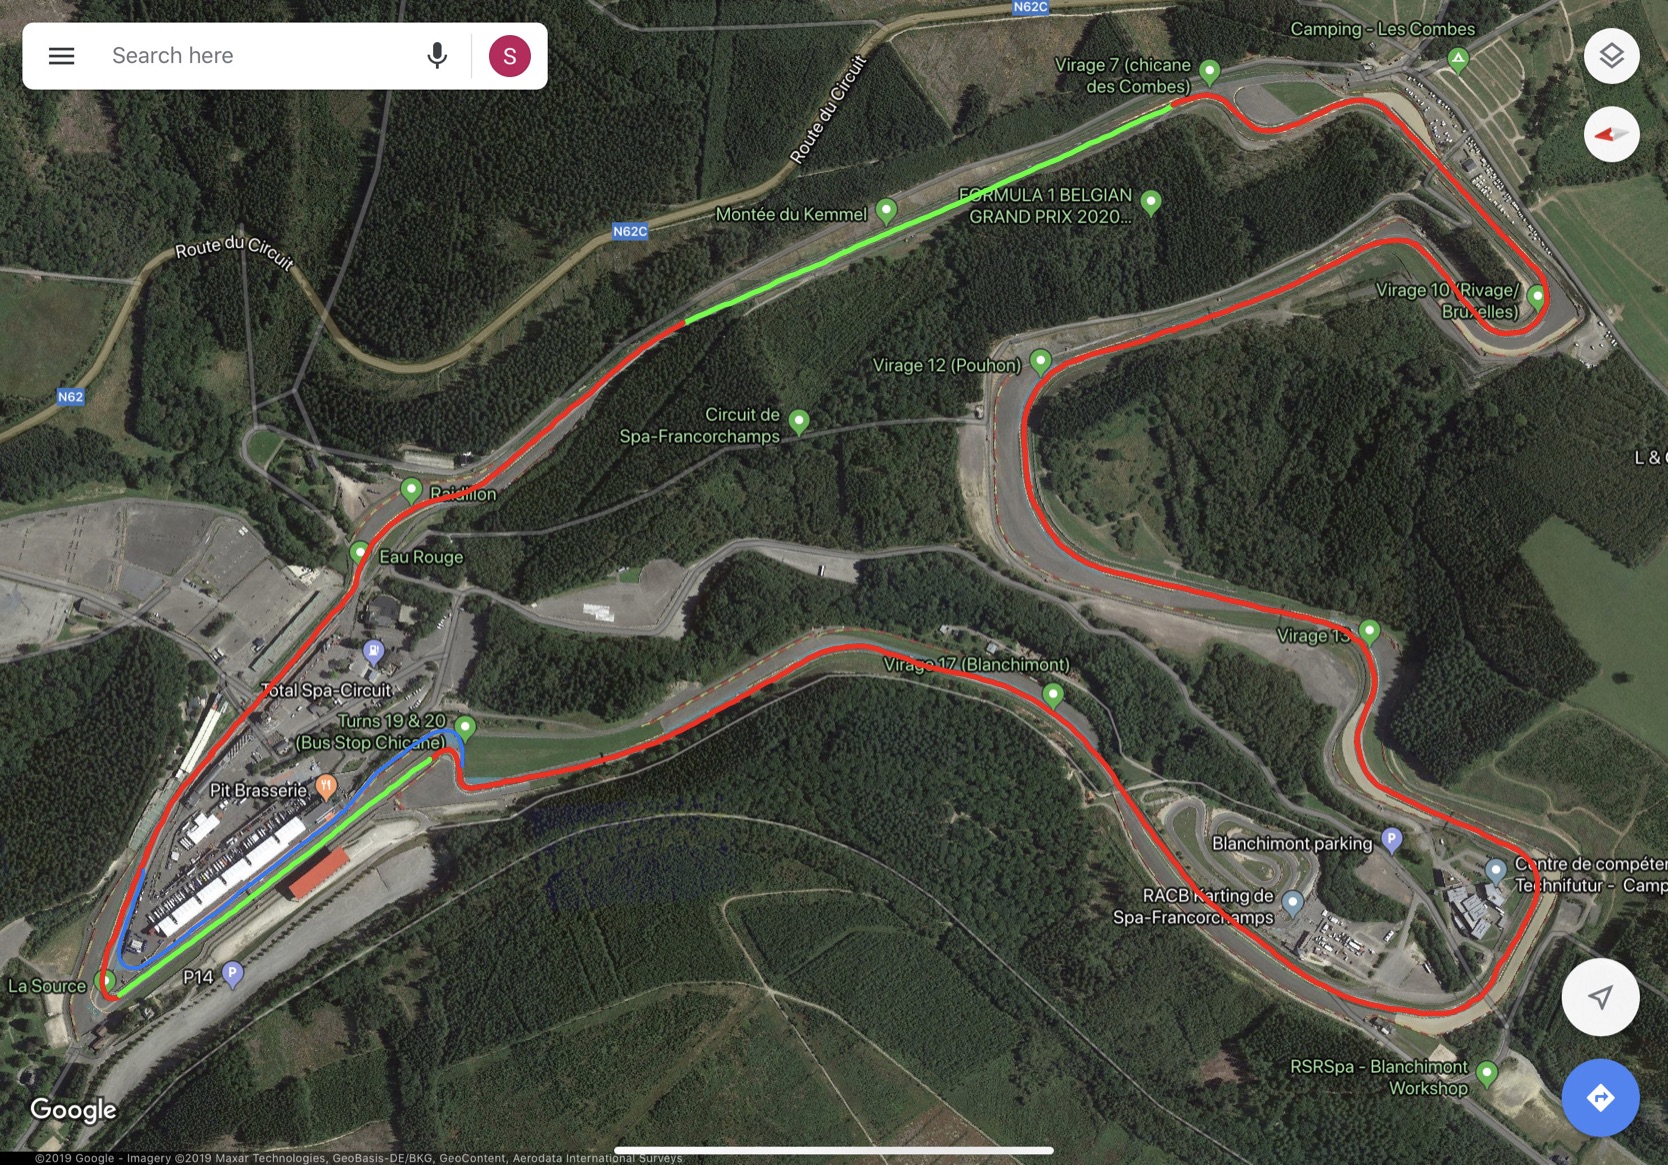 N62C
Search here
S
Camping - Les Combes
Virage 7 (chicane
des Combes)
Route du Circuit
FORMULA 1 BELGIAN
GRAND PRIX 2020...
Montée du Kemmel
N62C
Route du Circuit
Virage 10 (Rivage/
Bruxelles)
Virage 12 (Pouhon)
N62
Circuit de
Spa-Francorchamps
L &
Raidillon
Eau Rouge
Virage 13
Virage 17 (Blanchimont)
Total Spa-Circuit
Turns 19 & 20
(Bus Stop Chicane)
Pit Brasserie
Blanchimont parking
P
Centre de compéter
Technifutur - Camp
RACB Karting de
Spa-Francorchamps
La Source
P14
P
RSRSpa - Blanchimont
Workshop
Google
©2019 Google - Imagery ©2019 Maxar Technologies, GeoBasis-DE/BKG, GeoContent, Aerodata International Surveys